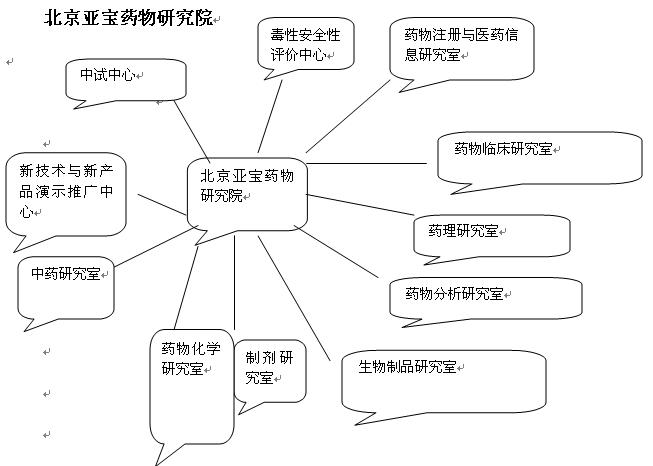 北京亚宝药物研究院
毒性安全性
评价中心
药物注册与医药信
息研究室
中试中心
药物临床研究室
新技术与新产
品演示推广中
心
北京亚宝药物
研究院
药理研究室
中药研究室
药物分析研究室
药物化学
研究室
制剂研
究室
生物制品研究室